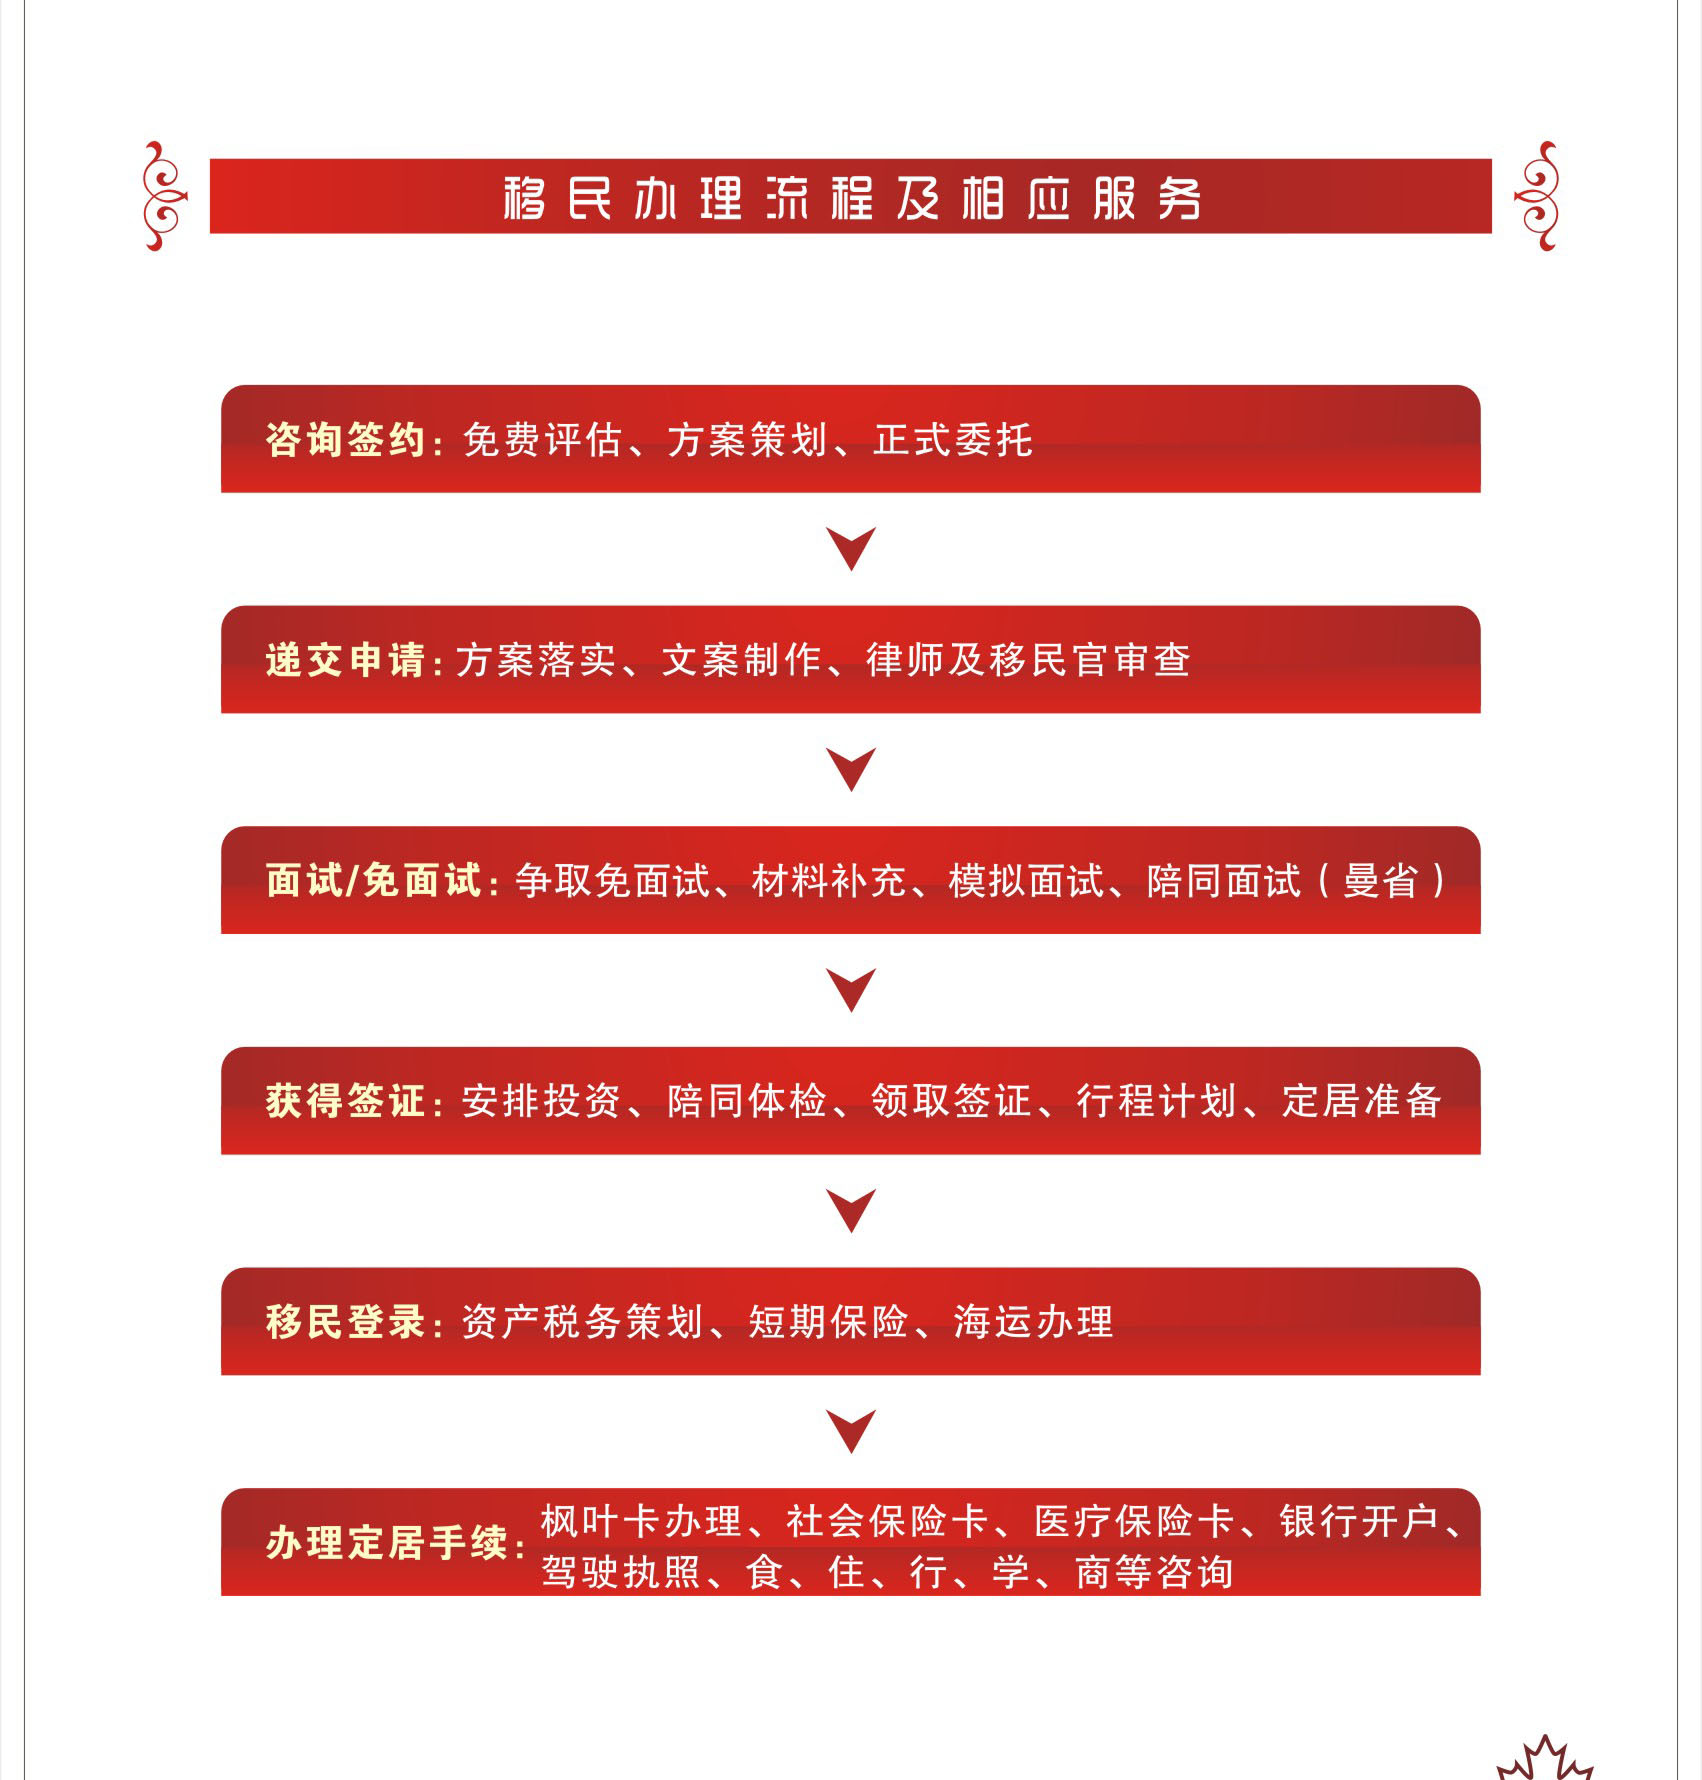 移民办理流程及相应服务
咨询签约：免费评估、方案策划、正式委托
递交申请：方案落实、文案制作、律师及移民官审查
面试/免面试：争取免面试、材料补充、模拟面试、陪同面试（曼省）
获得签证：安排投资、陪同体检、领取签证、行程计划、定居准备
移民登录：资产税务策划、短期保险、海运办理
办理定居手续：枫叶卡办理、社会保险卡、医疗保险卡、银行开户、
驾驶执照、食、住、行、学、商等咨询